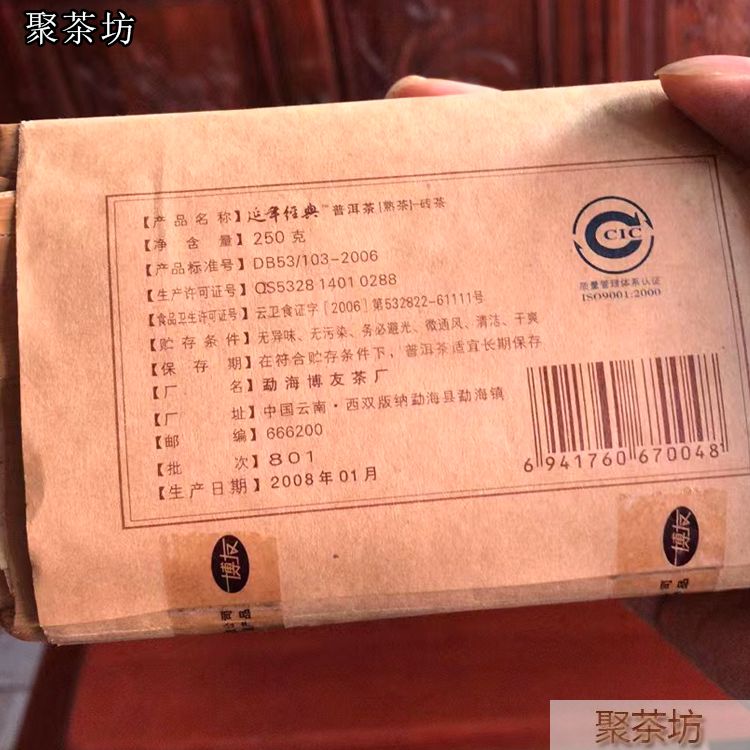 聚茶坊
【产品名称】延年经典™普洱茶[熟茶]-砖茶
【净含量】250克
【产品标准号】DB53/103-2006
【生产许可证号】QS5328 1401 0288
【食品卫生许可证号】云卫食证字[2006]第532822-61111号
【贮存条件】无异味、无污染、务必避光、微通风、清洁、干爽
【保存期】在符合贮存条件下，普洱茶适宜长期保存
【厂名】勐海博友茶厂
【厂址】中国云南·西双版纳勐海县勐海镇
【邮编】666200
【批次】801
【生产日期】2008年01月
CIC
质量管理体系认证
ISO9001:2000
6 941760 670048
博友
博友
聚茶坊